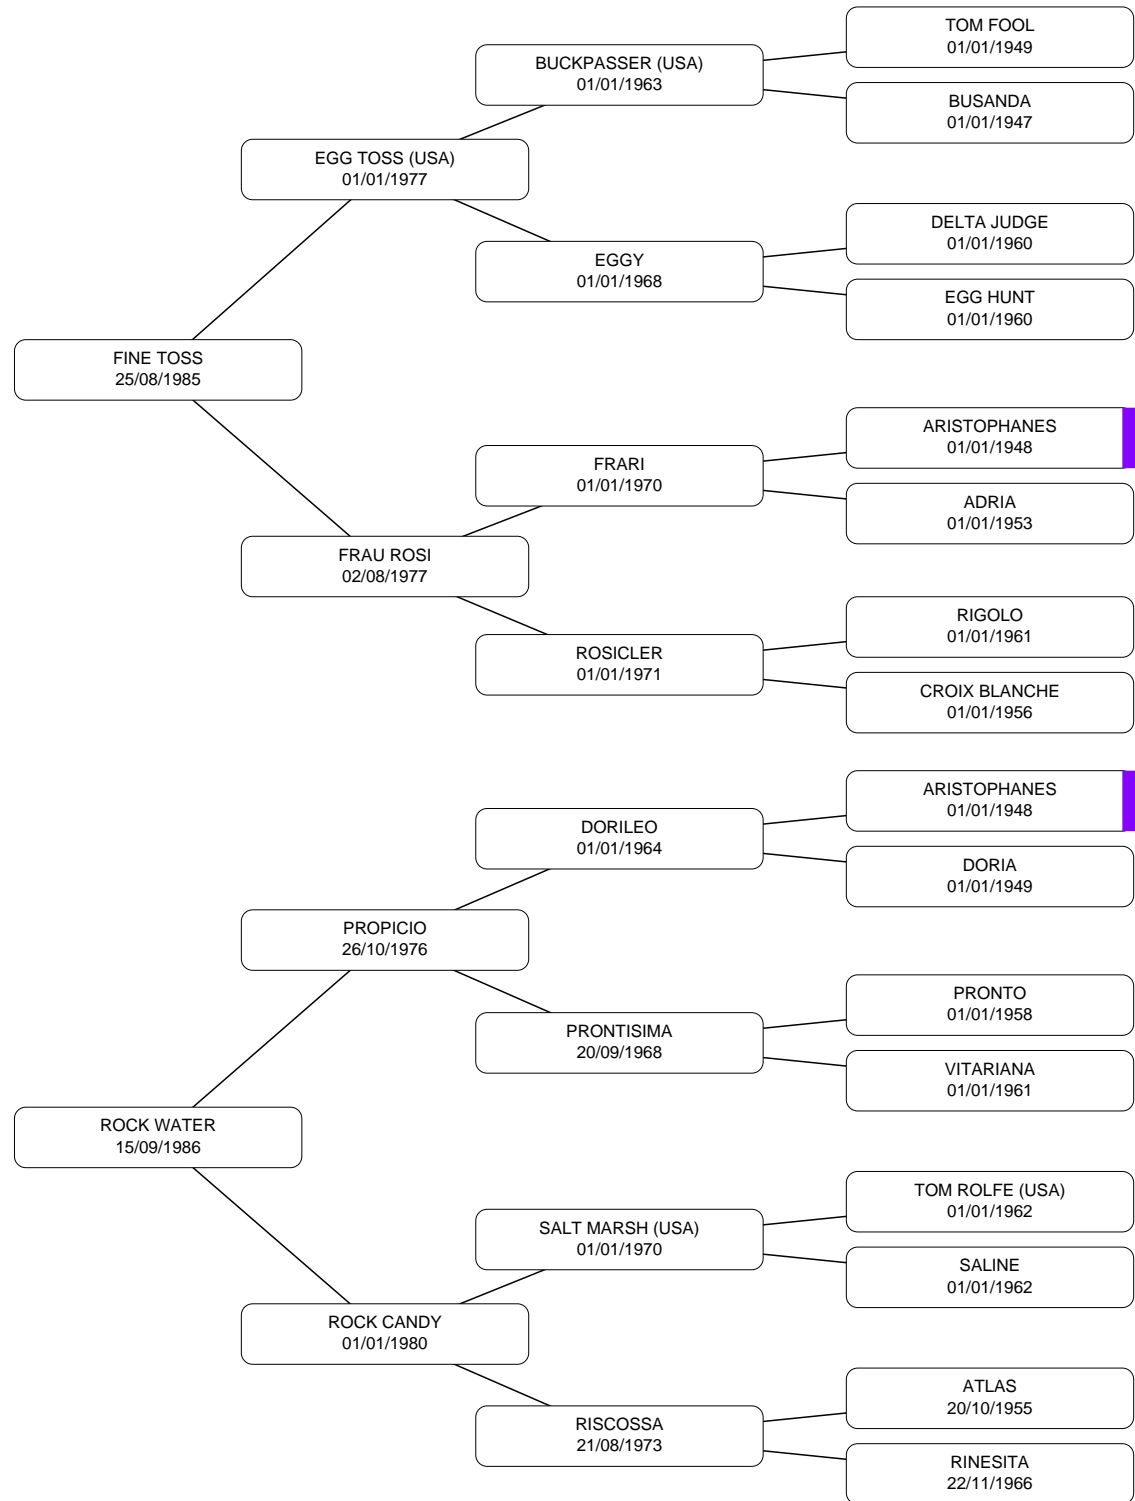 TOM FOOL
01/01/1949
BUCKPASSER (USA)
01/01/1963
BUSANDA
01/01/1947
EGG TOSS (USA)
01/01/1977
DELTA JUDGE
01/01/1960
EGGY
01/01/1968
EGG HUNT
01/01/1960
FINE TOSS
25/08/1985
ARISTOPHANES
01/01/1948
FRARI
01/01/1970
ADRIA
01/01/1953
FRAU ROSI
02/08/1977
RIGOLO
01/01/1961
ROSICLER
01/01/1971
CROIX BLANCHE
01/01/1956
ARISTOPHANES
01/01/1948
DORILEO
01/01/1964
DORIA
01/01/1949
PROPICIO
26/10/1976
PRONTO
01/01/1958
PRONTISIMA
20/09/1968
VITARIANA
01/01/1961
ROCK WATER
15/09/1986
TOM ROLFE (USA)
01/01/1962
SALT MARSH (USA)
01/01/1970
SALINE
01/01/1962
ROCK CANDY
01/01/1980
ATLAS
20/10/1955
RISCOSSA
21/08/1973
RINESITA
22/11/1966